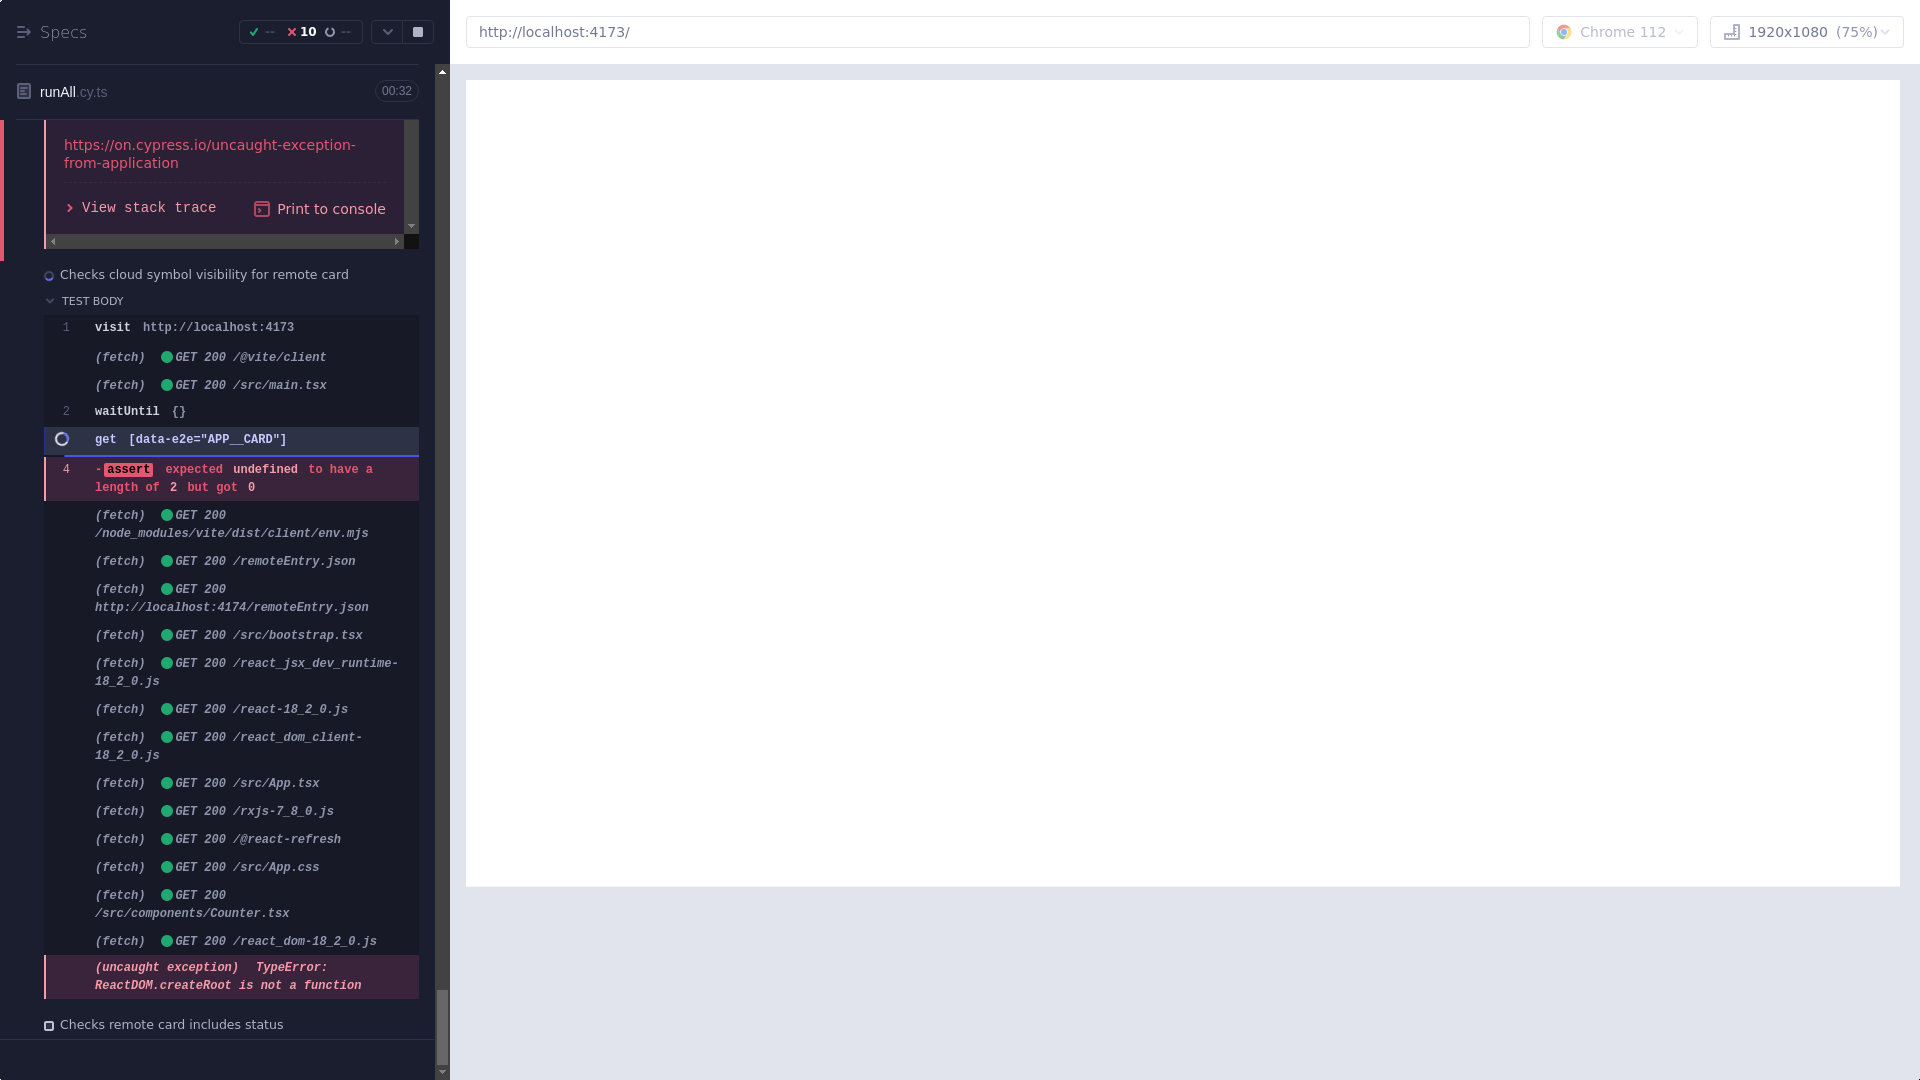 Specs
-- 10 --
http://localhost:4173/
Chrome 112
1920x1080 (75%)
runAll.cy.ts
00:32
https://on.cypress.io/uncaught-exception-
from-application
View stack trace
Print to console
Checks cloud symbol visibility for remote card
TEST BODY
1 visit http://localhost:4173
(fetch) GET 200 /@vite/client
(fetch) GET 200 /src/main.tsx
2 waitUntil {}
get [data-e2e="APP__CARD"]
4 -assert expected undefined to have a
length of 2 but got 0
(fetch) GET 200
/node_modules/vite/dist/client/env.mjs
(fetch) GET 200 /remoteEntry.json
(fetch) GET 200
http://localhost:4174/remoteEntry.json
(fetch) GET 200 /src/bootstrap.tsx
(fetch) GET 200 /react_jsx_dev_runtime-
18_2_0.js
(fetch) GET 200 /react-18_2_0.js
(fetch) GET 200 /react_dom_client-
18_2_0.js
(fetch) GET 200 /src/App.tsx
(fetch) GET 200 /rxjs-7_8_0.js
(fetch) GET 200 /@react-refresh
(fetch) GET 200 /src/App.css
(fetch) GET 200
/src/components/Counter.tsx
(fetch) GET 200 /react_dom-18_2_0.js
(uncaught exception) TypeError:
ReactDOM.createRoot is not a function
Checks remote card includes status